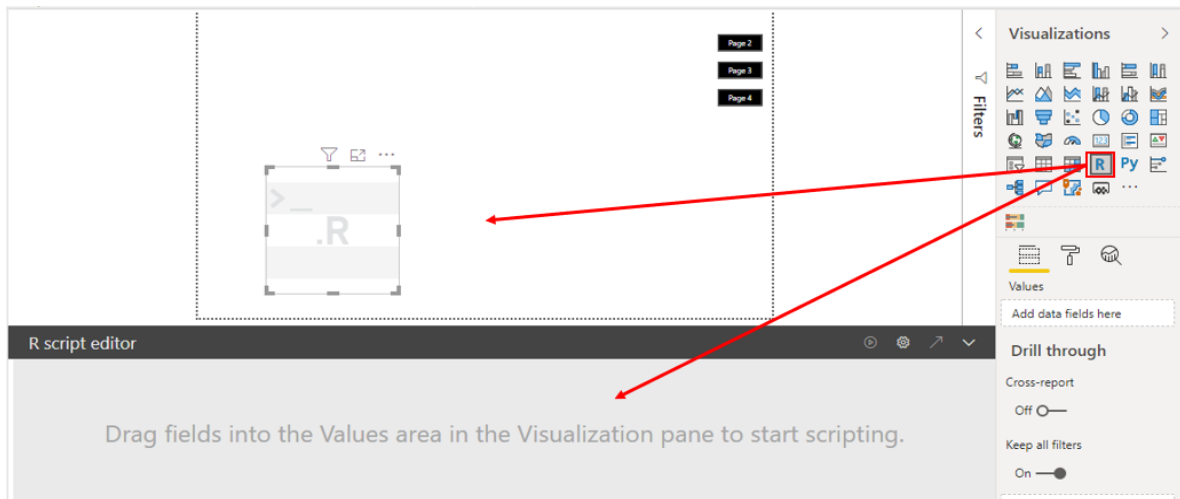 Page 2
Page 3
Page 4
>_
.R
R script editor
Drag fields into the Values area in the Visualization pane to start scripting.
Filters
Visualizations
123
R
Py
Values
Add data fields here
Drill through
Cross-report
Off
Keep all filters
On